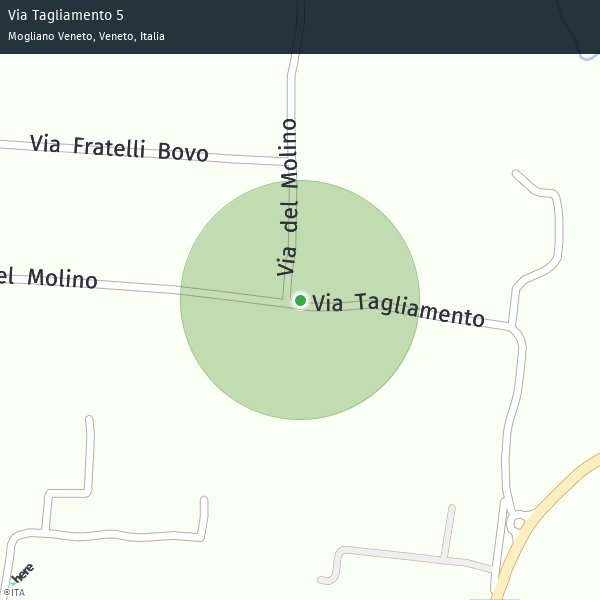 Via Tagliamento 5
Mogliano Veneto, Veneto, Italia
Via Fratelli Bovo
Via del Molino
el Molino
Via Tagliamento
here
©ITA